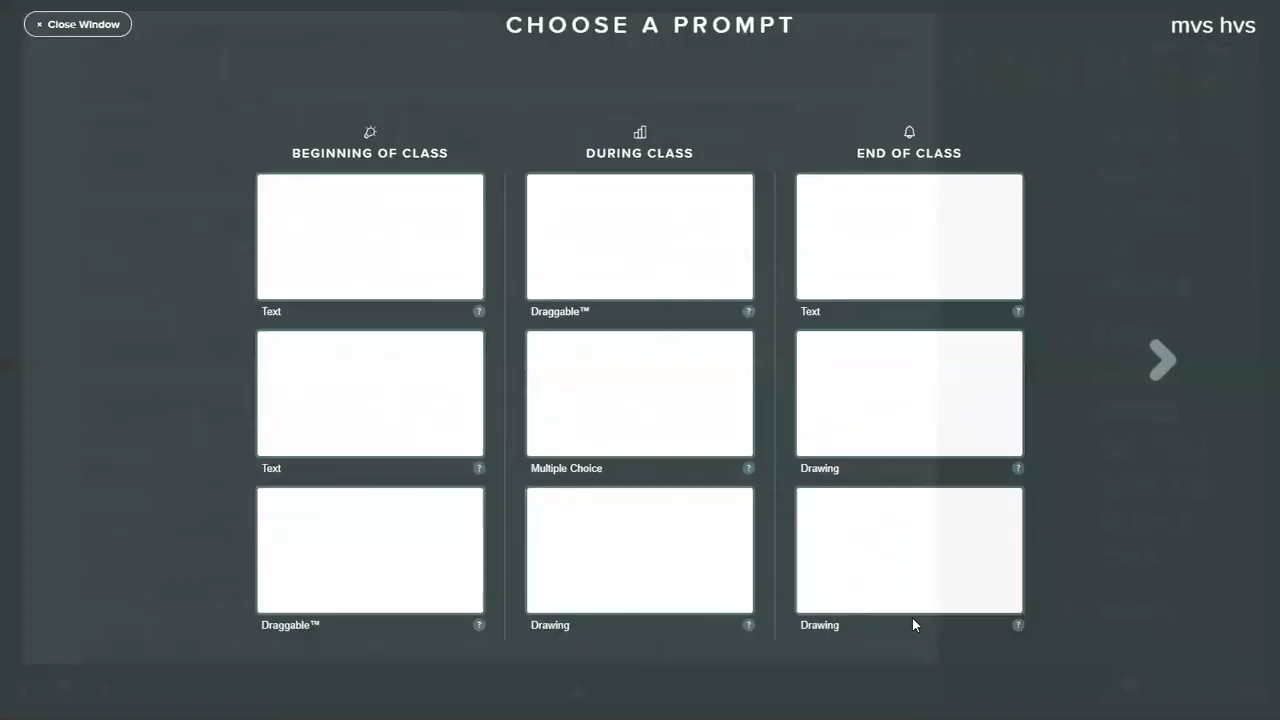 × Close Window
CHOOSE A PROMPT
mvs hvs
BEGINNING OF CLASS
DURING CLASS
END OF CLASS
Text ?
Draggable™ ?
Text ?
Text ?
Multiple Choice ?
Drawing ?
Draggable™ ?
Drawing ?
Drawing ?